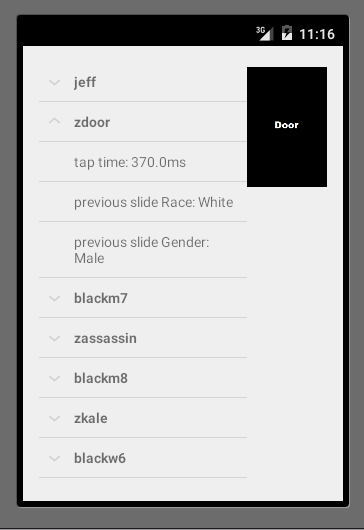 3G 11:16
jeff
zdoor
Door
tap time: 370.0ms
previous slide Race: White
previous slide Gender:
Male
blackm7
zassassin
blackm8
zkale
blackw6